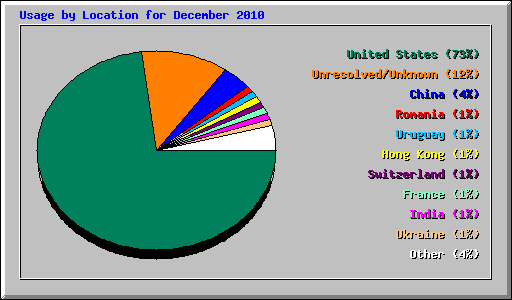 Usage by Location for December 2010
United States (73%)
Unresolved/Unknown (12%)
China (4%)
Romania (1%)
Uruguay (1%)
Hong Kong (1%)
Switzerland (1%)
France (1%)
India (1%)
Ukraine (1%)
Other (4%)